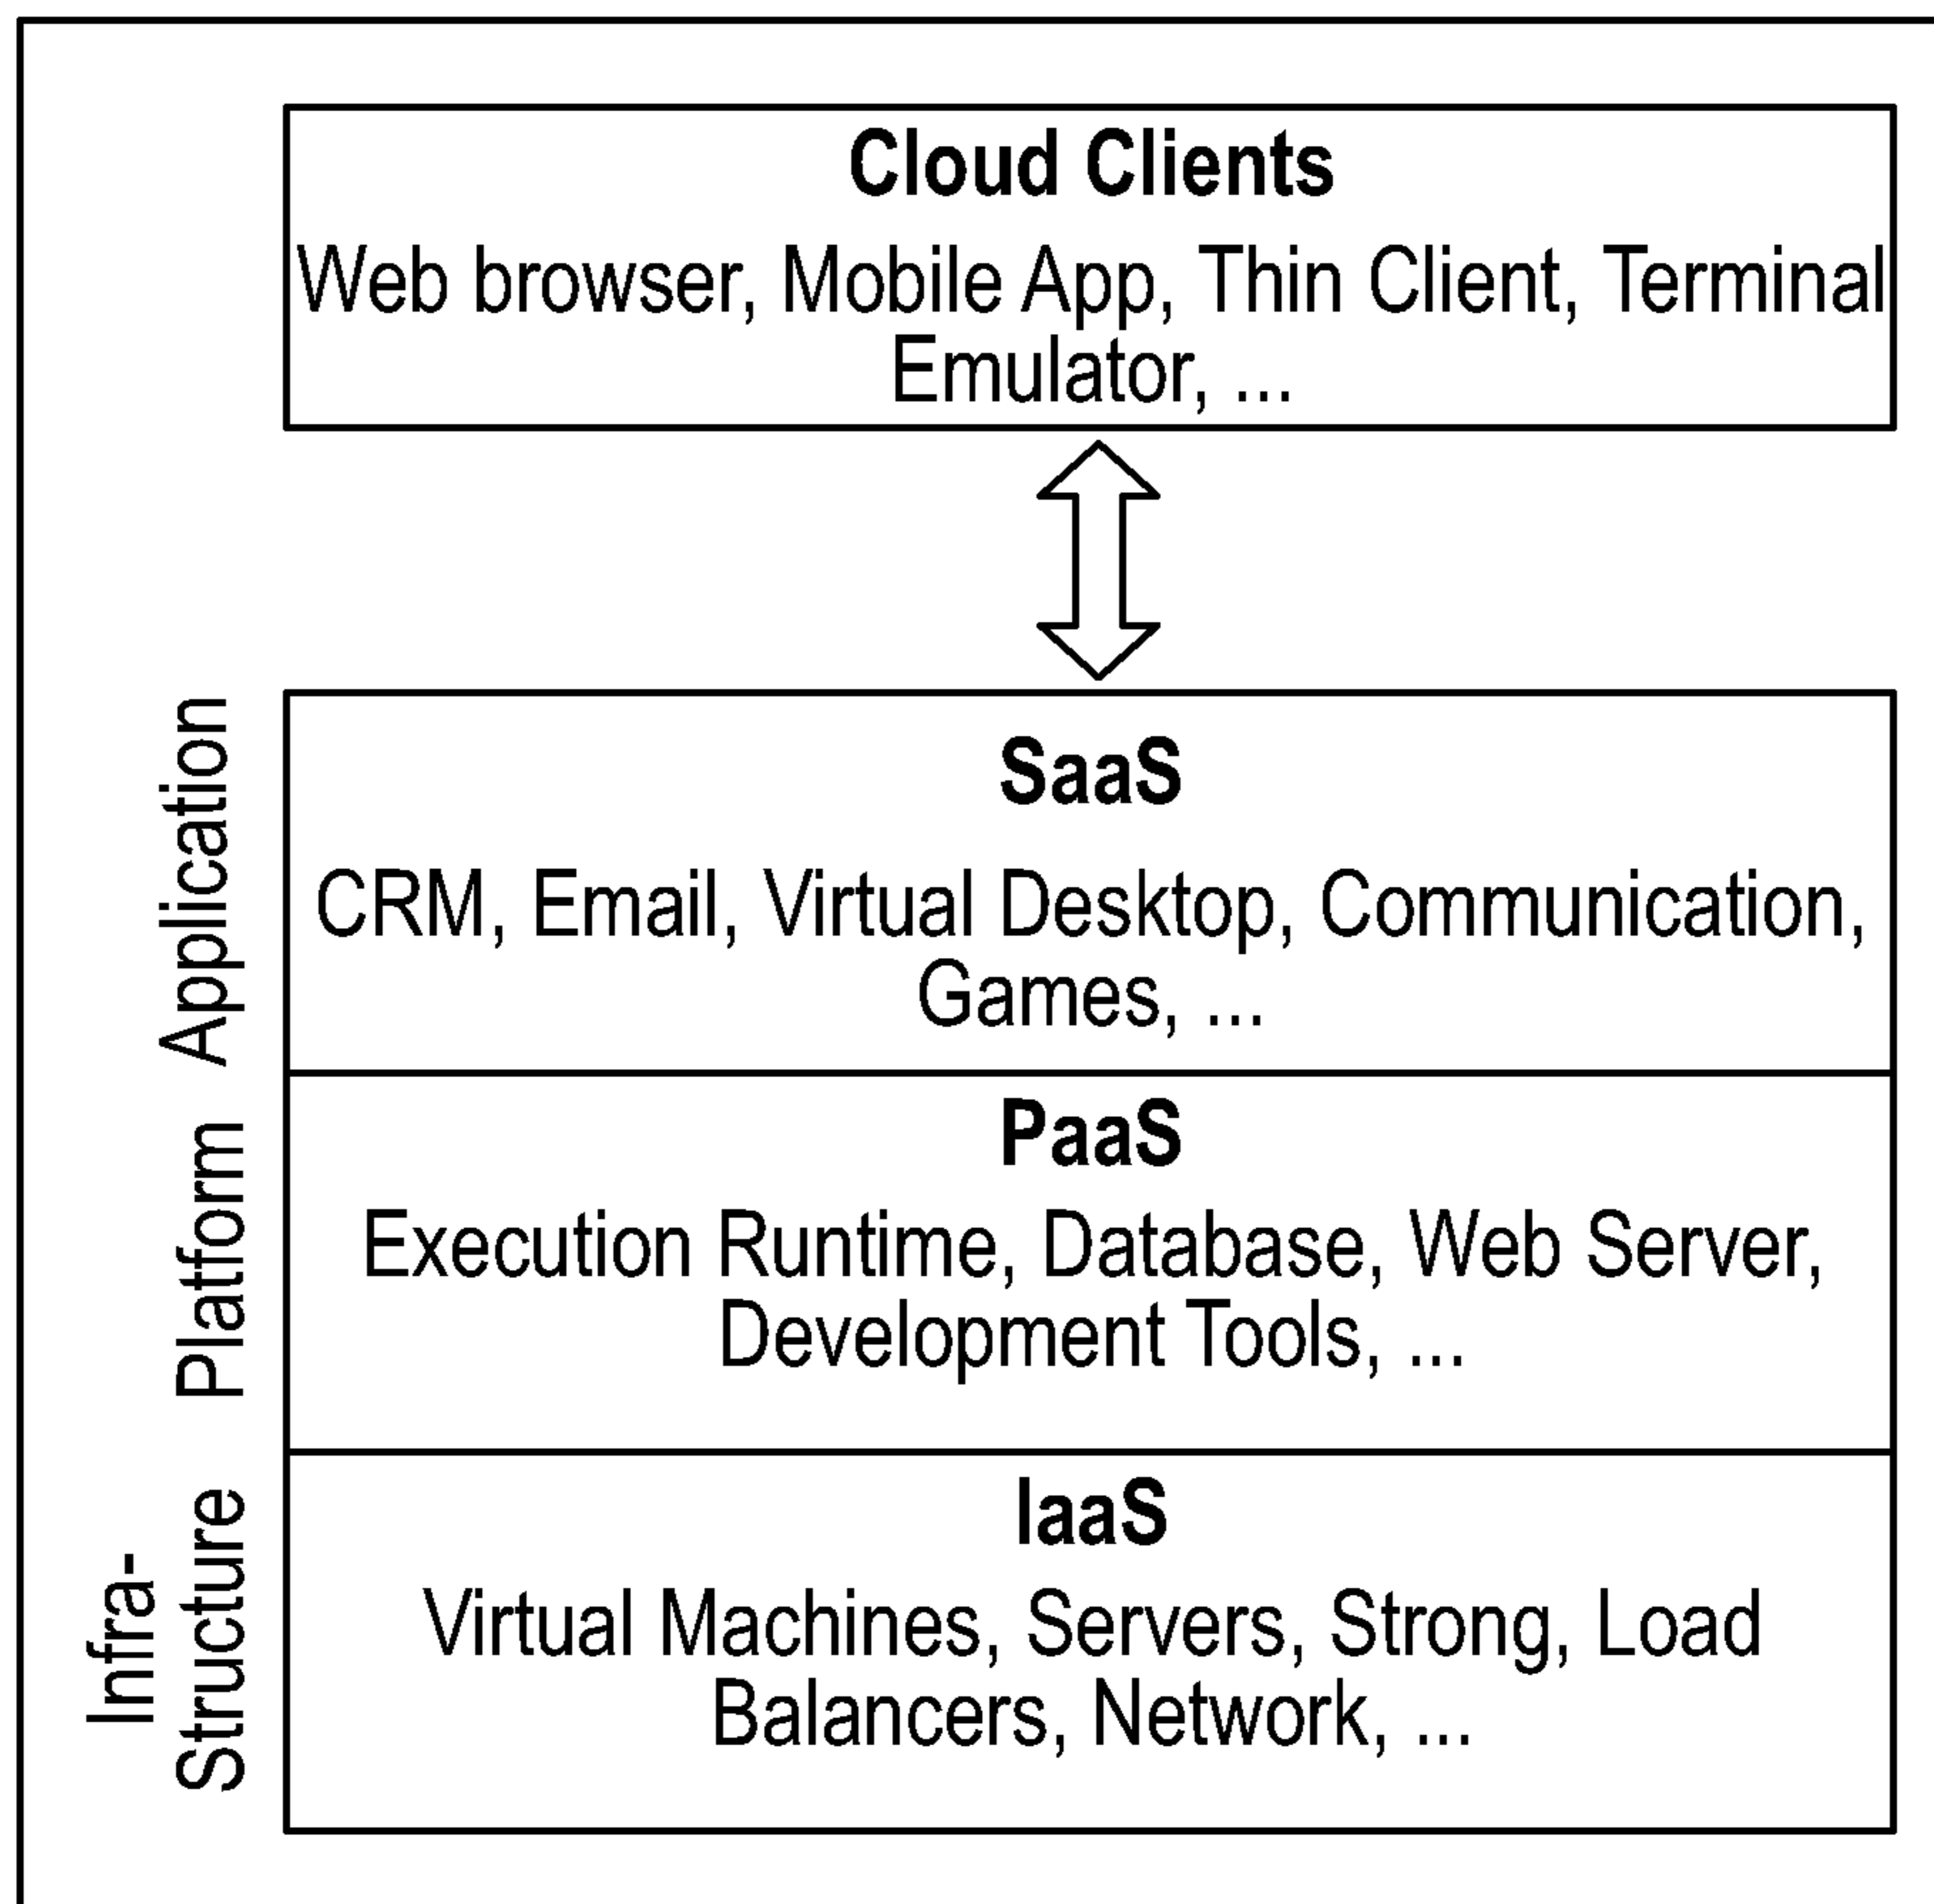 Cloud Clients
Web browser, Mobile App, Thin Client, Terminal
Emulator, ...
Application
SaaS
CRM, Email, Virtual Desktop, Communication,
Games, ...
Platform
PaaS
Execution Runtime, Database, Web Server,
Development Tools, ...
Infra-
Structure
IaaS
Virtual Machines, Servers, Strong, Load
Balancers, Network, ...